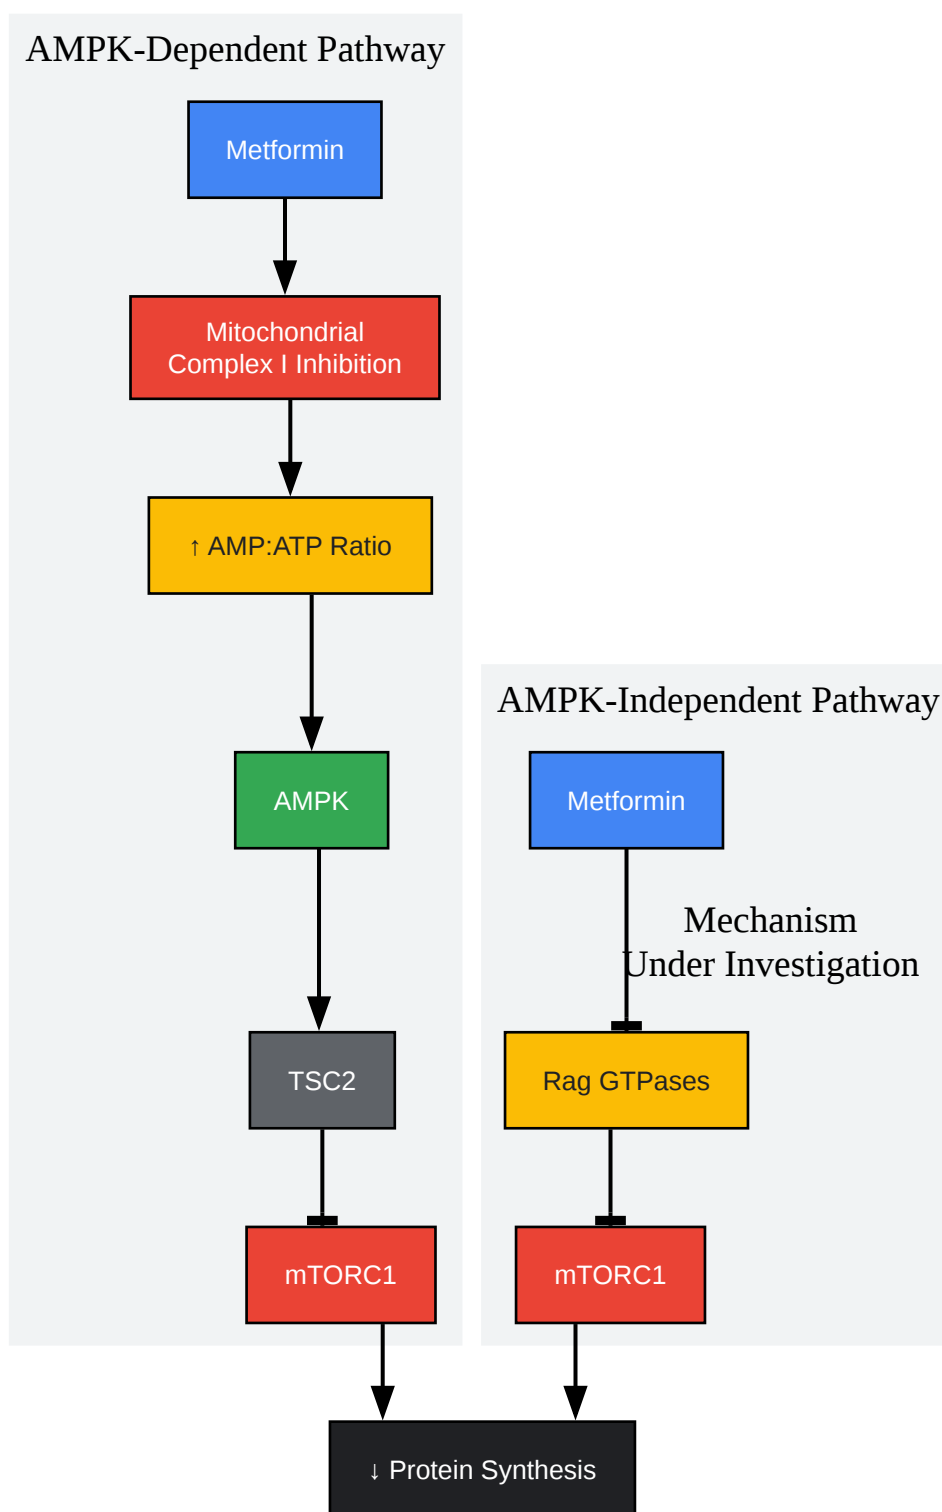 AMPK-Dependent Pathway
Metformin
Mitochondrial
Complex I Inhibition
↑ AMP:ATP Ratio
AMPK
TSC2
mTORC1
AMPK-Independent Pathway
Metformin
Mechanism
Under Investigation
Rag GTPases
mTORC1
↓ Protein Synthesis